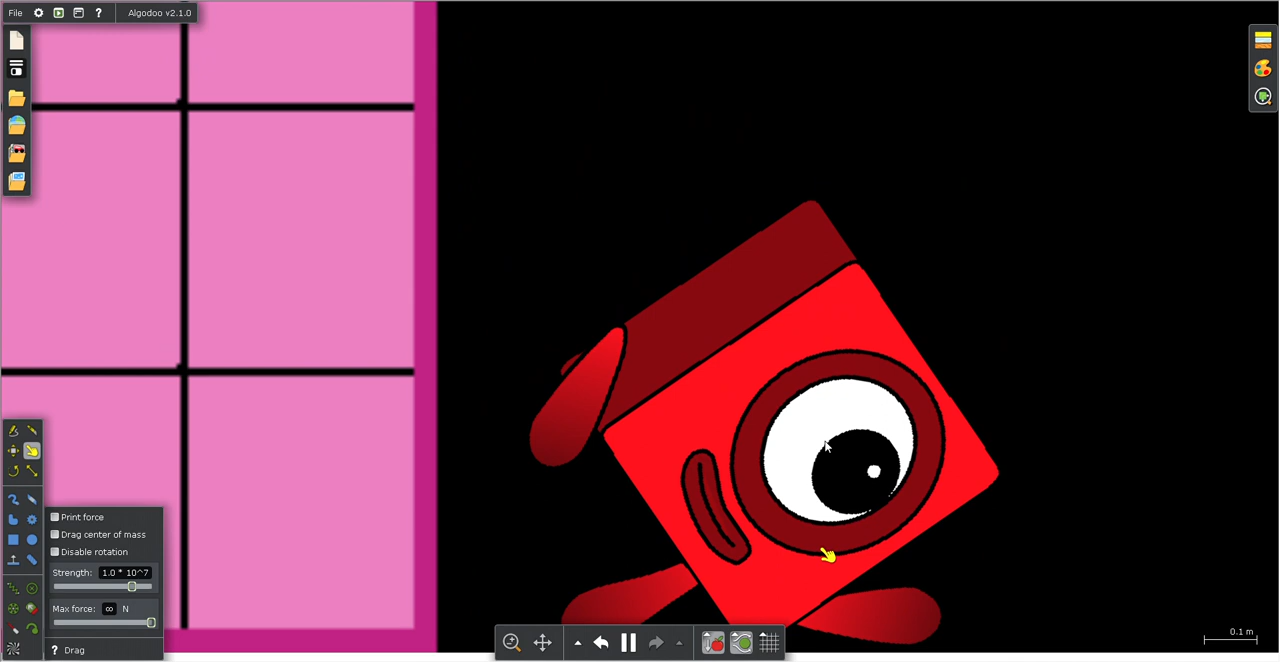 File ? Algodoo v2.1.0
Print force
Drag center of mass
Disable rotation
Strength: 1.0 * 10^7
Max force: ∞ N
? Drag
0.1 m